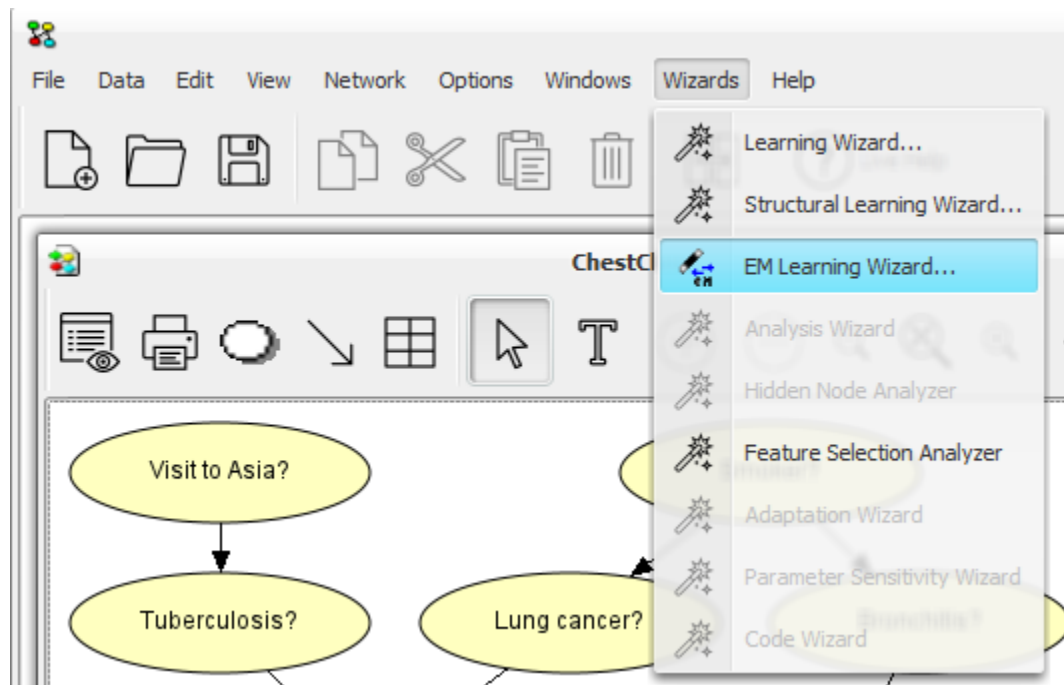 File Data Edit View Network Options Windows Wizards Help
Learning Wizard...
Structural Learning Wizard...
ChestCl
EM Learning Wizard...
Analysis Wizard
Hidden Node Analyzer
Feature Selection Analyzer
Adaptation Wizard
Parameter Sensitivity Wizard
Code Wizard
Visit to Asia?
Smoker?
Tuberculosis?
Lung cancer?
Bronchitis?